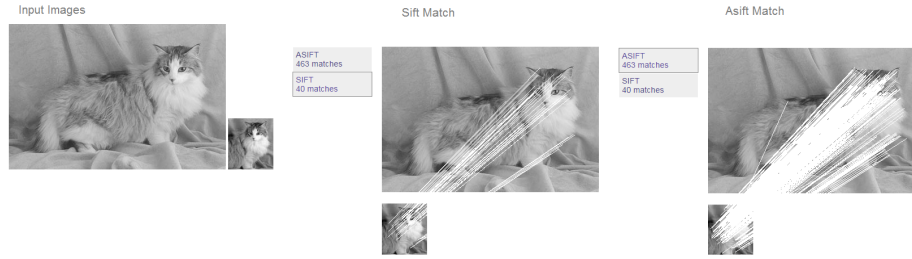 Input Images
Sift Match
Asift Match
ASIFT
463 matches
SIFT
40 matches
ASIFT
463 matches
SIFT
40 matches